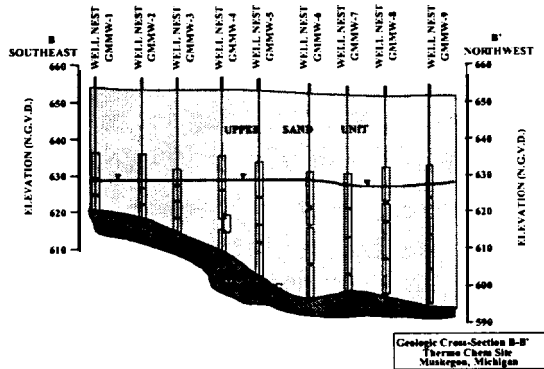 B
SOUTHEAST
WELL NEST
GMMW-1
WELL NEST
GMMW-2
WELL NEST
GMMW-3
WELL NEST
GMMW-4
WELL NEST
GMMW-5
WELL NEST
GMMW-6
WELL NEST
GMMW-7
WELL NEST
GMMW-8
WELL NEST
GMMW-9
B'
NORTHWEST
ELEVATION (N.G.V.D.)
660
650
640
630
620
610
UPPER SAND UNIT
660
650
640
630
620
610
600
590
ELEVATION (N.G.V.D.)
Geologic Cross-Section B-B'
Thermo Chem Site
Muskegon, Michigan